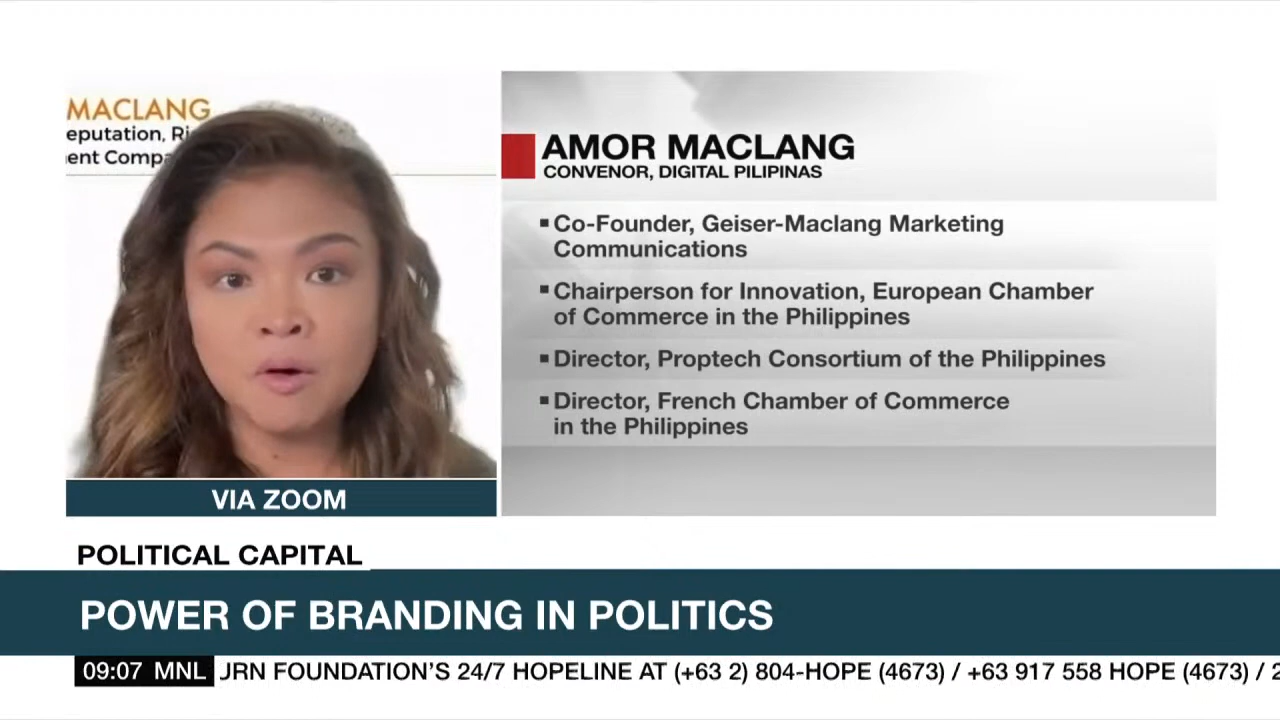 MACLANG
eputation, Ri
ent Compa
AMOR MACLANG
CONVENOR, DIGITAL PILIPINAS
▪ Co-Founder, Geiser-Maclang Marketing
Communications
▪ Chairperson for Innovation, European Chamber
of Commerce in the Philippines
▪ Director, Proptech Consortium of the Philippines
▪ Director, French Chamber of Commerce
in the Philippines
VIA ZOOM
POLITICAL CAPITAL
POWER OF BRANDING IN POLITICS
09:07 MNL JRN FOUNDATION'S 24/7 HOPELINE AT (+63 2) 804-HOPE (4673) / +63 917 558 HOPE (4673) / 2